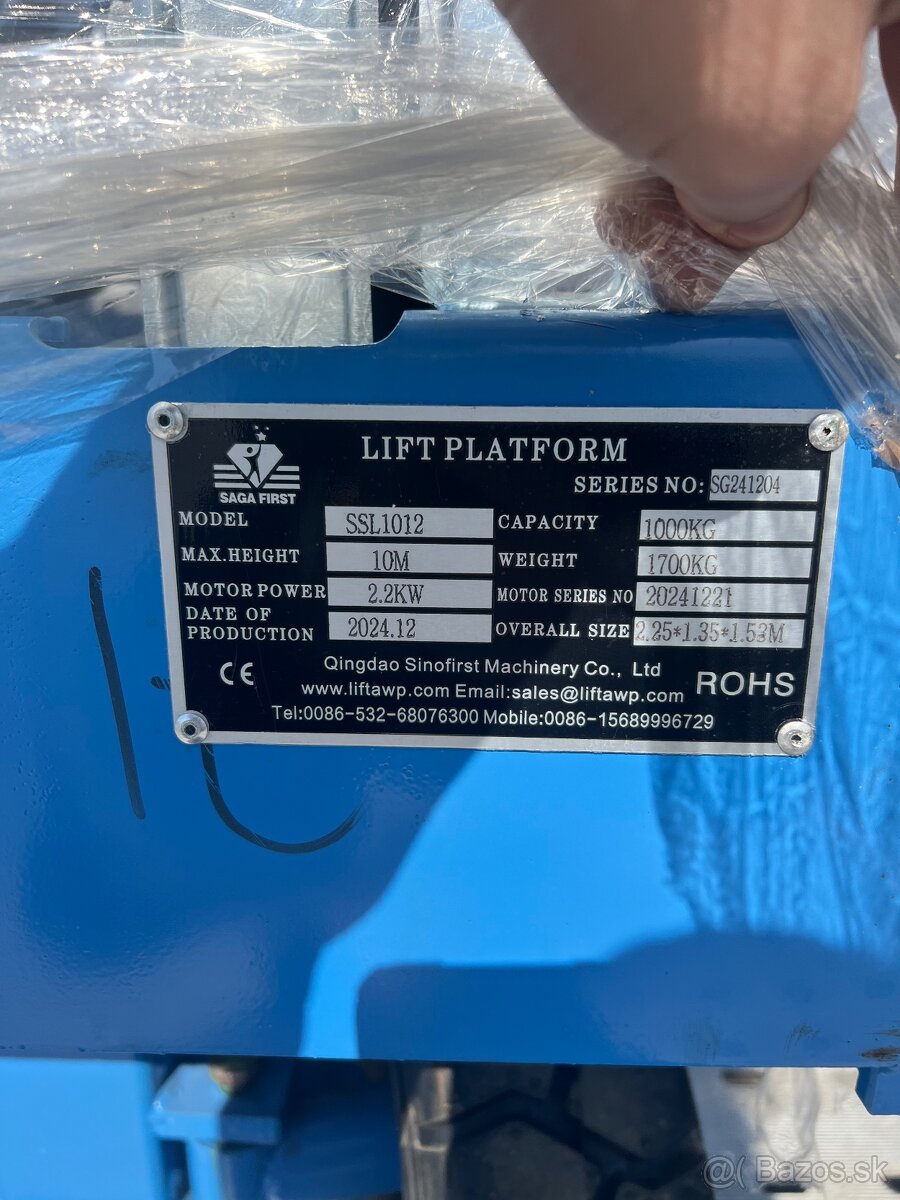 LIFT PLATFORM
SAGA FIRST
SERIES NO: SG241204
MODEL SSL1012 CAPACITY 1000KG
MAX.HEIGHT 10M WEIGHT 1700KG
MOTOR POWER 2.2KW MOTOR SERIES NO 20241221
DATE OF PRODUCTION 2024.12 OVERALL SIZE 2.25*1.35*1.53M
CE Qingdao Sinofirst Machinery Co., Ltd ROHS
www.liftawp.com Email:sales@liftawp.com
Tel:0086-532-68076300 Mobile:0086-15689996729
@( Bazos.sk